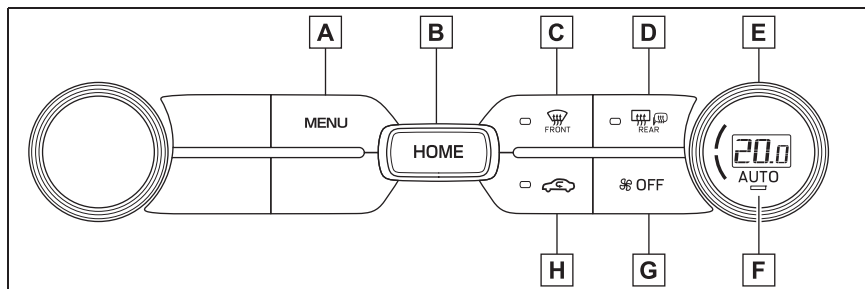 A B C D E
MENU
HOME
FRONT
REAR
20.0
AUTO
OFF
H G F